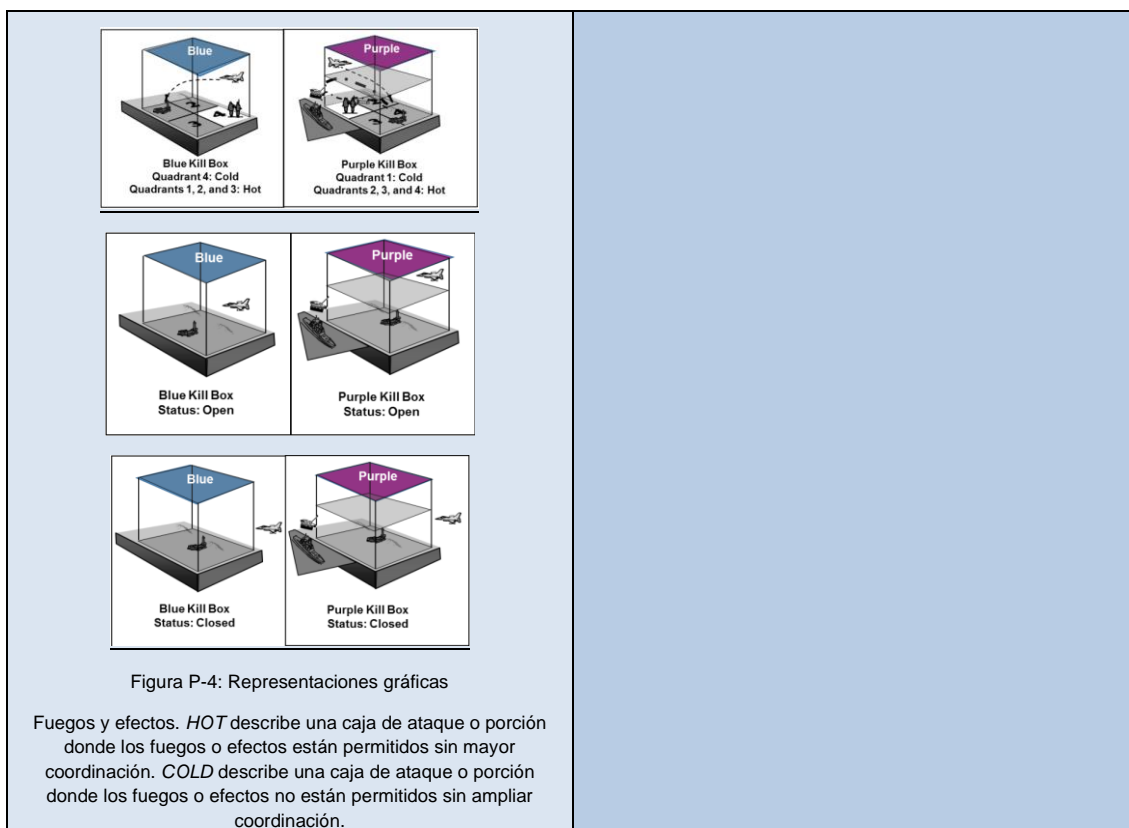 Blue
Purple
Blue Kill Box
Quadrant 4: Cold
Quadrants 1, 2, and 3: Hot
Purple Kill Box
Quadrant 1: Cold
Quadrants 2, 3, and 4: Hot
Blue
Purple
Blue Kill Box
Status: Open
Purple Kill Box
Status: Open
Blue
Purple
Blue Kill Box
Status: Closed
Purple Kill Box
Status: Closed
Figura P-4: Representaciones gráficas
Fuegos y efectos. HOT describe una caja de ataque o porción
donde los fuegos o efectos están permitidos sin mayor
coordinación. COLD describe una caja de ataque o porción
donde los fuegos o efectos no están permitidos sin ampliar
coordinación.